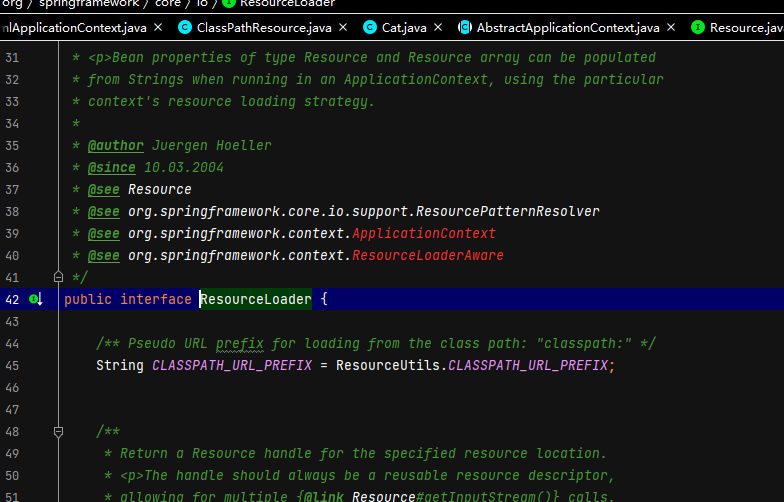 org / springframework / core / io / ResourceLoader
mlApplicationContext.java × ClassPathResource.java × Cat.java × AbstractApplicationContext.java × Resource.jav
31 * <p>Bean properties of type Resource and Resource array can be populated
32 * from Strings when running in an ApplicationContext, using the particular
33 * context's resource loading strategy.
34 *
35 * @author Juergen Hoeller
36 * @since 10.03.2004
37 * @see Resource
38 * @see org.springframework.core.io.support.ResourcePatternResolver
39 * @see org.springframework.context.ApplicationContext
40 * @see org.springframework.context.ResourceLoaderAware
41 */
42 public interface ResourceLoader {
43
44 /** Pseudo URL prefix for loading from the class path: "classpath:" */
45 String CLASSPATH_URL_PREFIX = ResourceUtils.CLASSPATH_URL_PREFIX;
46
47
48 /**
49 * Return a Resource handle for the specified resource location.
50 * <p>The handle should always be a reusable resource descriptor,
51 * allowing for multiple {@link Resource#getInputStream()} calls.